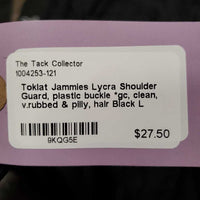 The Tack Collector
1004253-121
Toklat Jammies Lycra Shoulder
Guard, plastic buckle *gc, clean,
v.rubbed & pilly, hair Black L
$27.50
9KQG5E